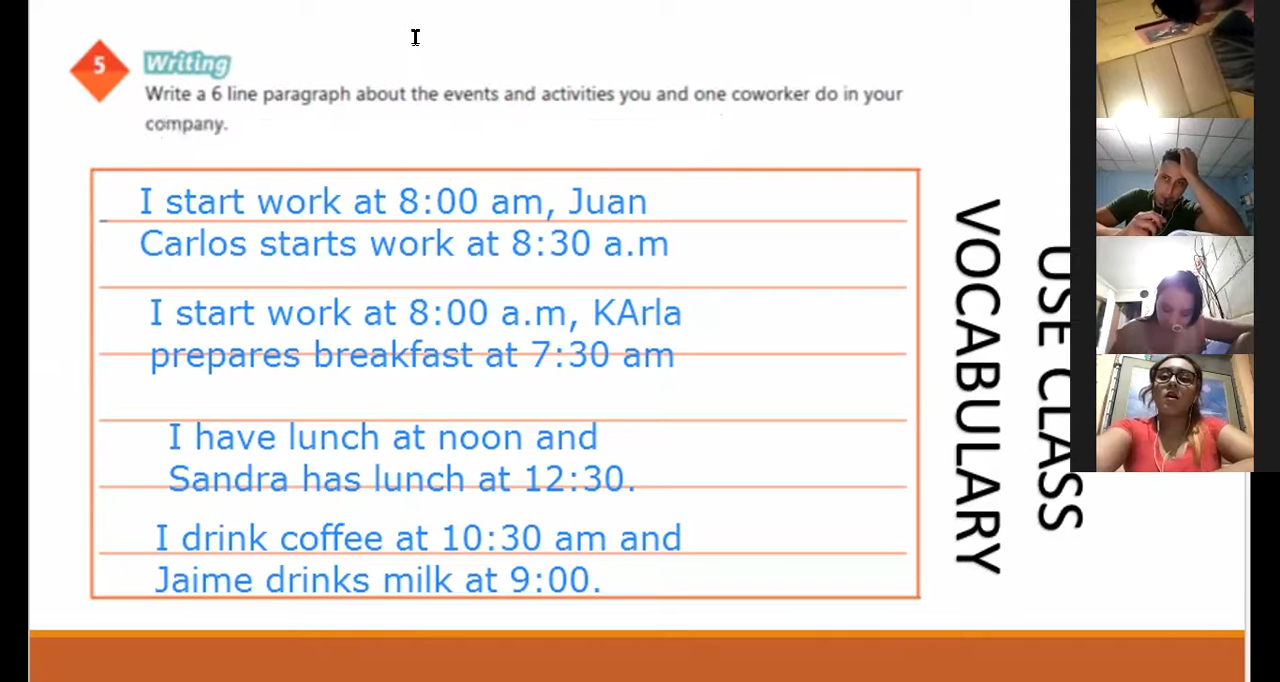 5
Writing
Write a 6 line paragraph about the events and activities you and one coworker do in your
company.
I start work at 8:00 am, Juan
Carlos starts work at 8:30 a.m
I start work at 8:00 a.m, KArla
prepares breakfast at 7:30 am
I have lunch at noon and
Sandra has lunch at 12:30.
I drink coffee at 10:30 am and
Jaime drinks milk at 9:00.
USE CLASS
VOCABULARY